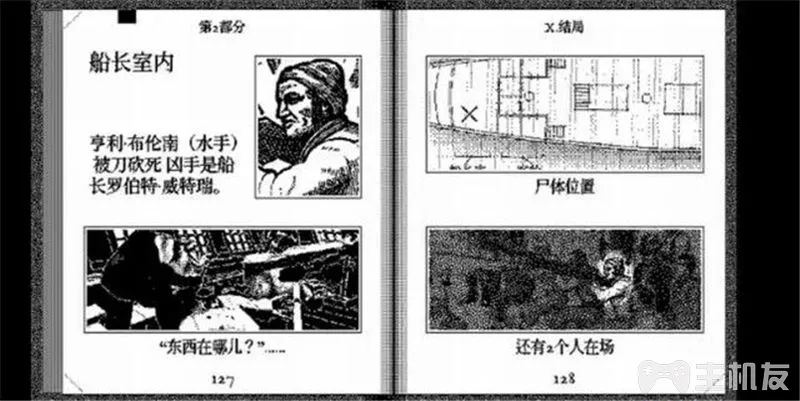 第2部分
船长室内
亨利·布伦南（水手）
被刀砍死 凶手是船
长罗伯特·威特瑞。
“东西在哪儿？”……
127
X.结局
尸体位置
还有2个人在场
128
主机友